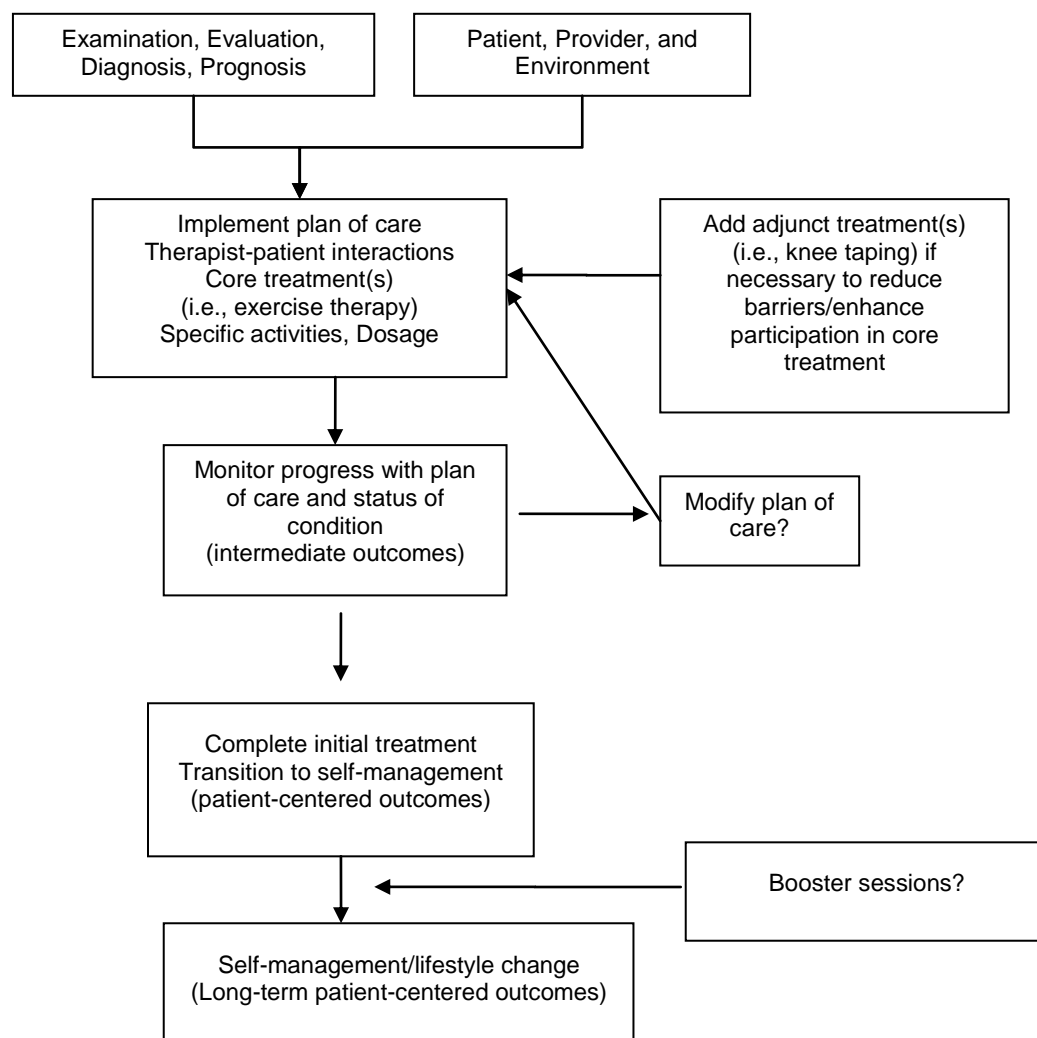 Examination, Evaluation,
Diagnosis, Prognosis
Patient, Provider, and
Environment
Implement plan of care
Therapist-patient interactions
Core treatment(s)
(i.e., exercise therapy)
Specific activities, Dosage
Add adjunct treatment(s)
(i.e., knee taping) if
necessary to reduce
barriers/enhance
participation in core
treatment
Monitor progress with plan
of care and status of
condition
(intermediate outcomes)
Modify plan of
care?
Complete initial treatment
Transition to self-management
(patient-centered outcomes)
Booster sessions?
Self-management/lifestyle change
(Long-term patient-centered outcomes)